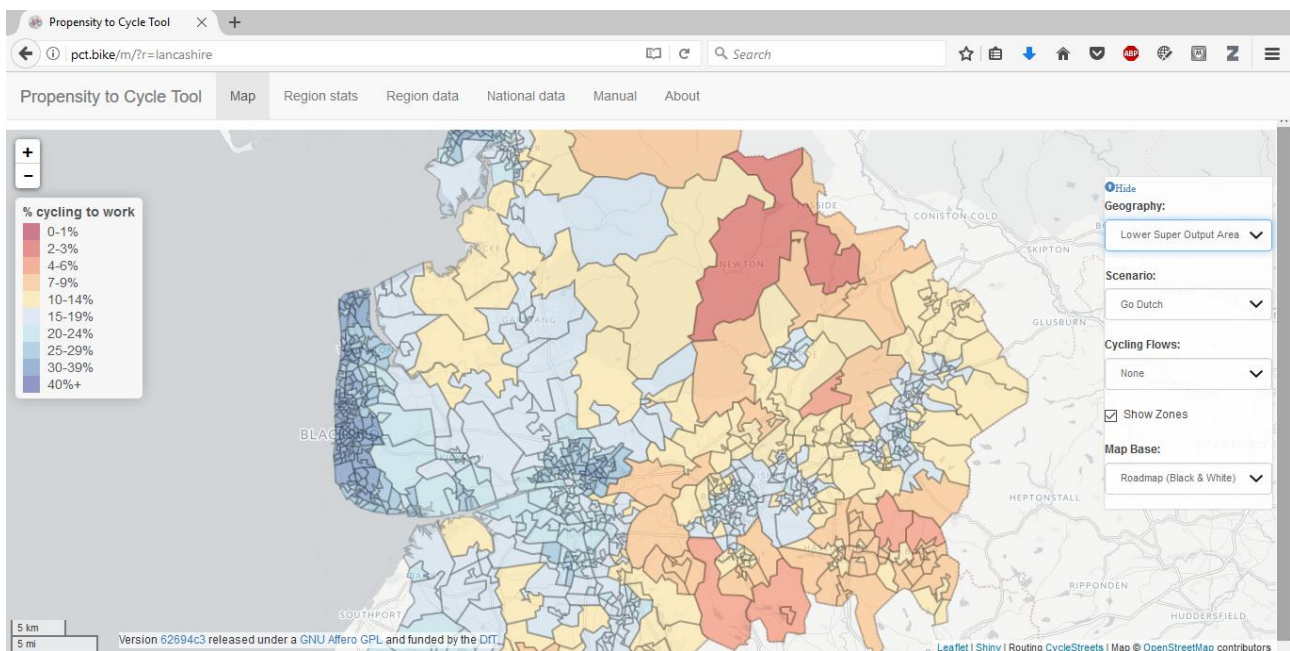 Propensity to Cycle Tool × +
pct.bike/m/?r=lancashire
Search
ABP
Z
Propensity to Cycle Tool Map Region stats Region data National data Manual About
+
−
% cycling to work
0-1%
2-3%
4-6%
7-9%
10-14%
15-19%
20-24%
25-29%
30-39%
40%+
Hide
Geography:
Lower Super Output Area
Scenario:
Go Dutch
Cycling Flows:
None
Show Zones
Map Base:
Roadmap (Black & White)
CONISTON COLD
SKIPTON
NEWTON
GLUSBURN
HEPTONSTALL
RIPPONDEN
SOUTHPORT
HUDDERSFIELD
5 km
5 mi
Version 62694c3 released under a GNU Affero GPL and funded by the DfT
Leaflet | Shiny | Routing CycleStreets | Map © OpenStreetMap contributors